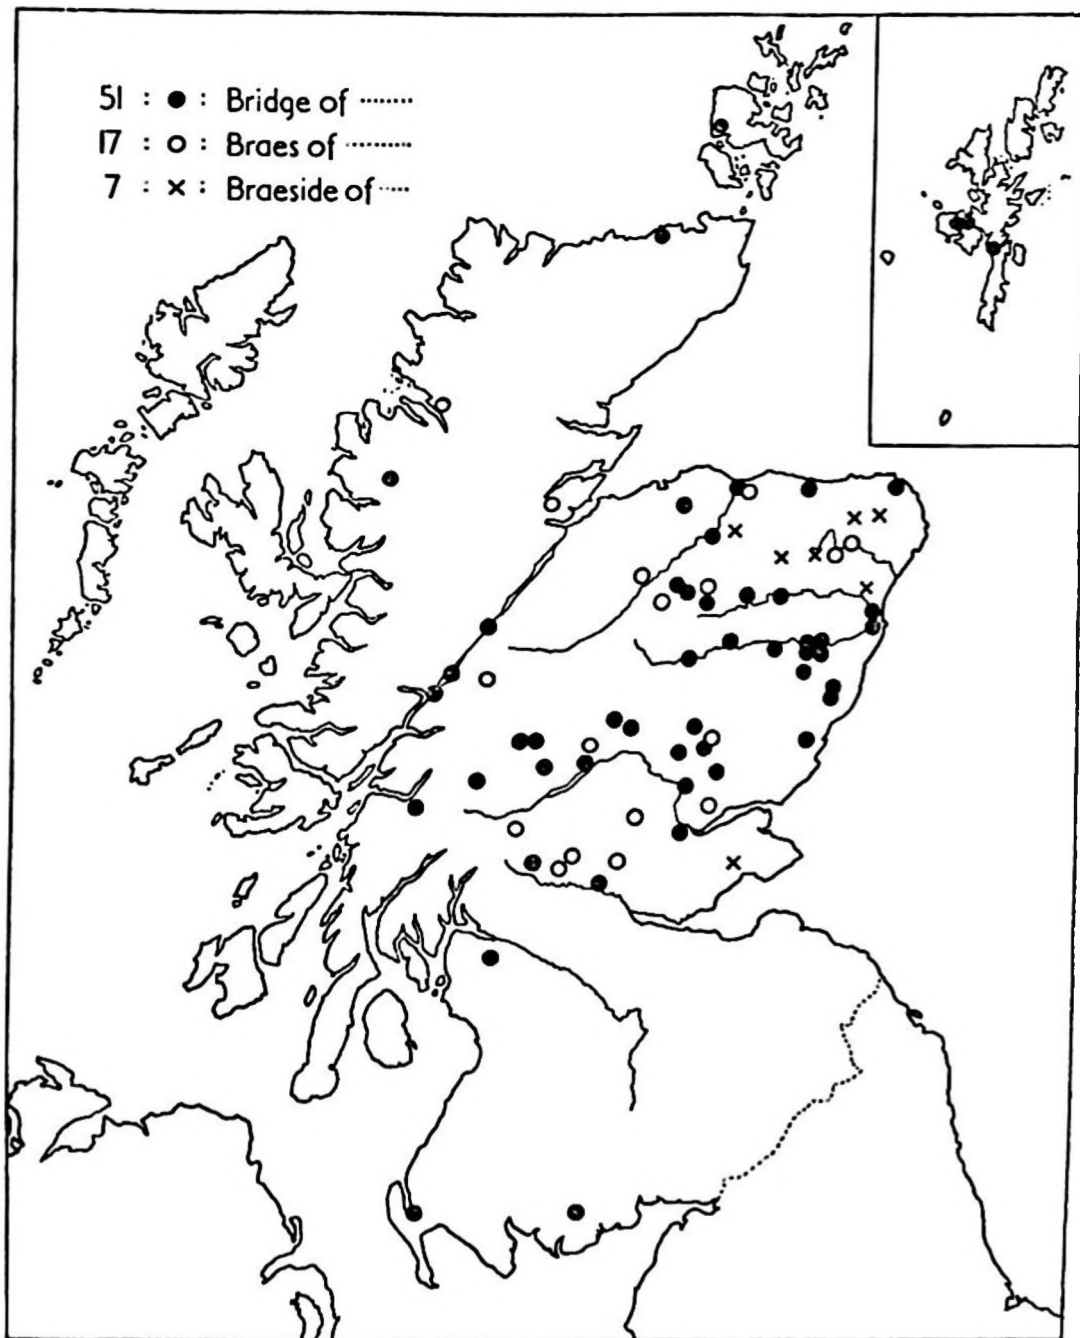 51 : ● : Bridge of ........
17 : ○ : Braes of ..........
7 : × : Braeside of .....